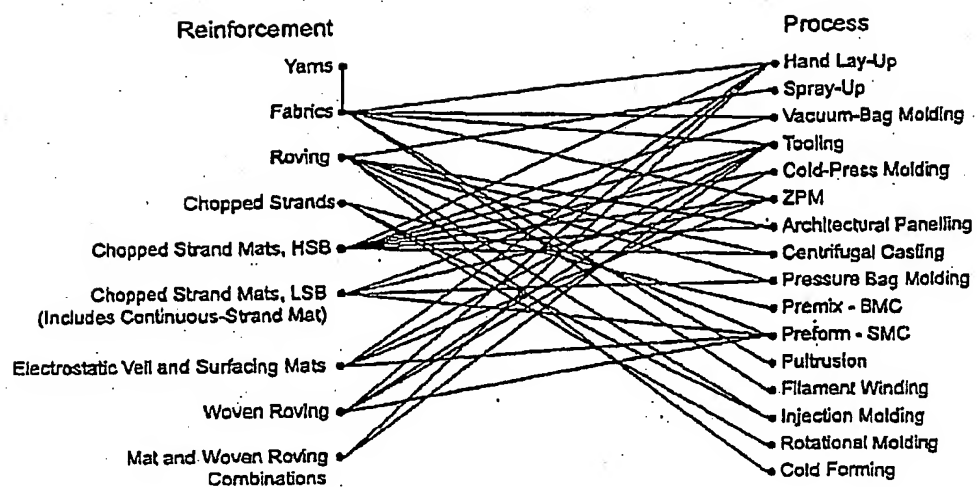 Reinforcement
Yarns
Fabrics
Roving
Chopped Strands
Chopped Strand Mats, HSB
Chopped Strand Mats, LSB
(Includes Continuous-Strand Mat)
Electrostatic Veil and Surfacing Mats
Woven Roving
Mat and Woven Roving
Combinations
Process
Hand Lay-Up
Spray-Up
Vacuum-Bag Molding
Tooling
Cold-Press Molding
ZPM
Architectural Panelling
Centrifugal Casting
Pressure Bag Molding
Premix - BMC
Preform - SMC
Pultrusion
Filament Winding
Injection Molding
Rotational Molding
Cold Forming